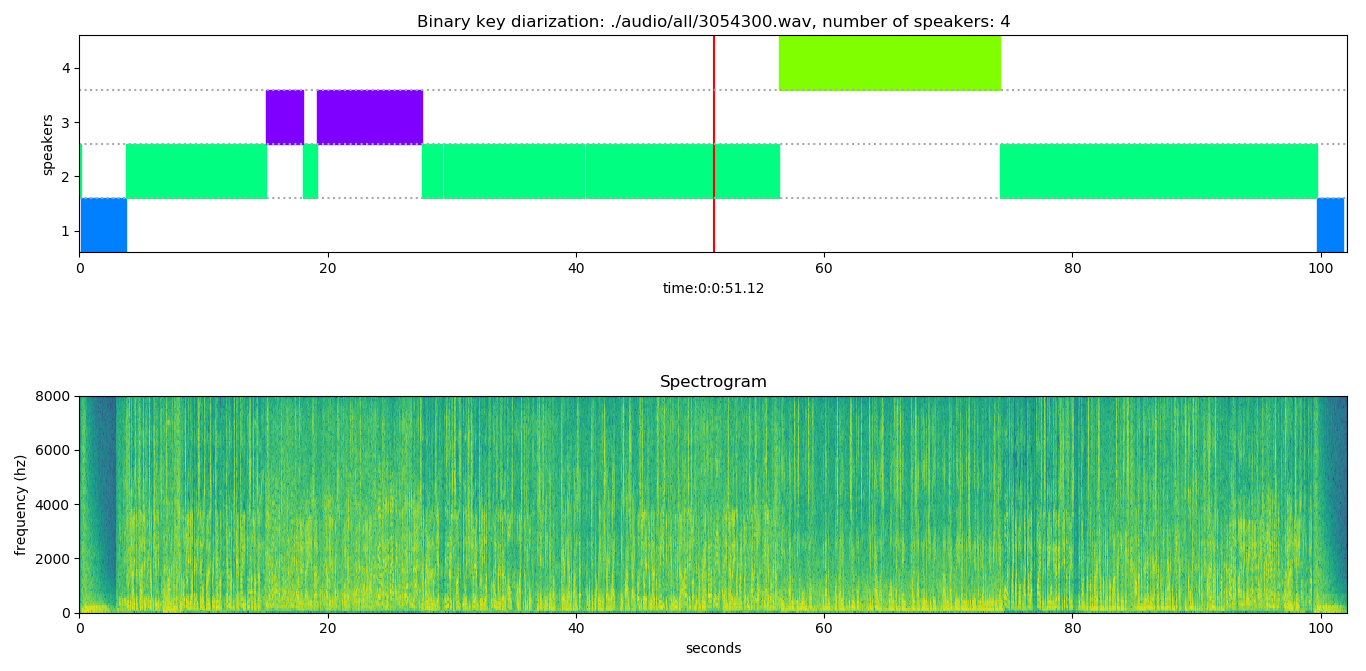 Binary key diarization: ./audio/all/3054300.wav, number of speakers: 4
4
3
2
1
speakers
0 20 40 60 80 100
time:0:0:51.12
Spectrogram
8000
6000
4000
2000
0
frequency (hz)
0 20 40 60 80 100
seconds